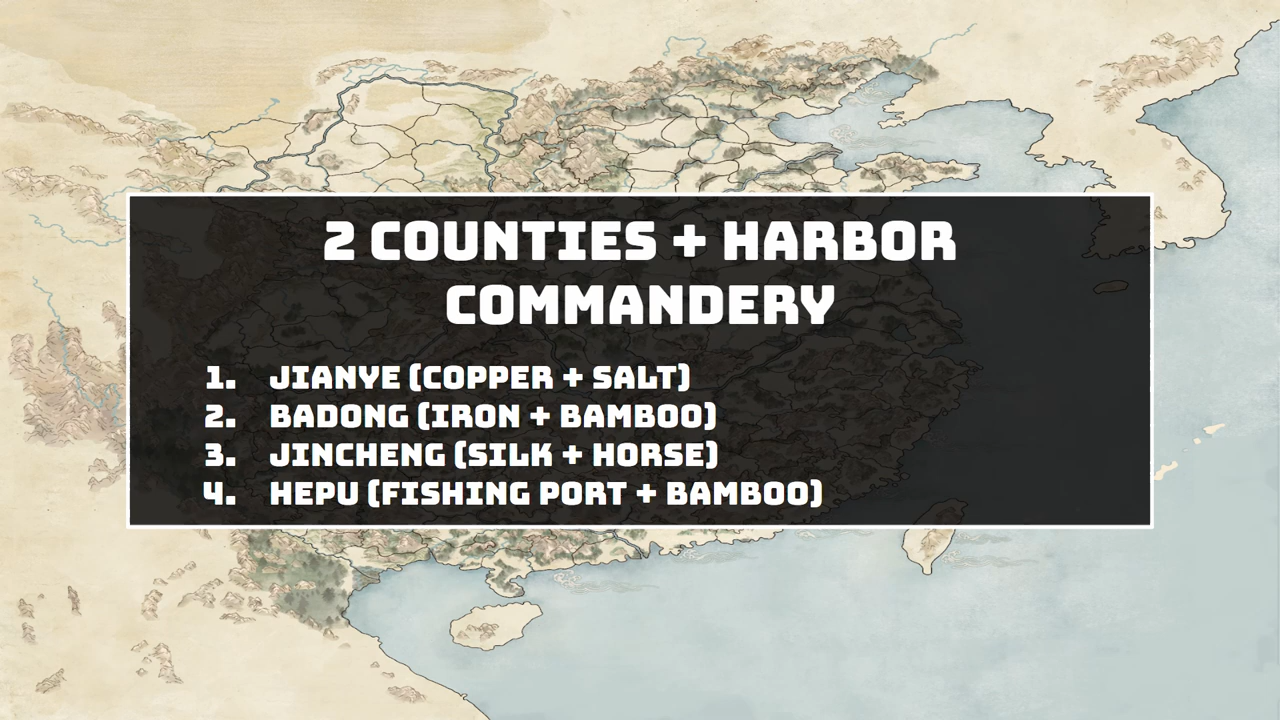 2 COUNTIES + HARBOR
COMMANDERY
1. JIANYE (COPPER + SALT)
2. BADONG (IRON + BAMBOO)
3. JINCHENG (SILK + HORSE)
4. HEPU (FISHING PORT + BAMBOO)